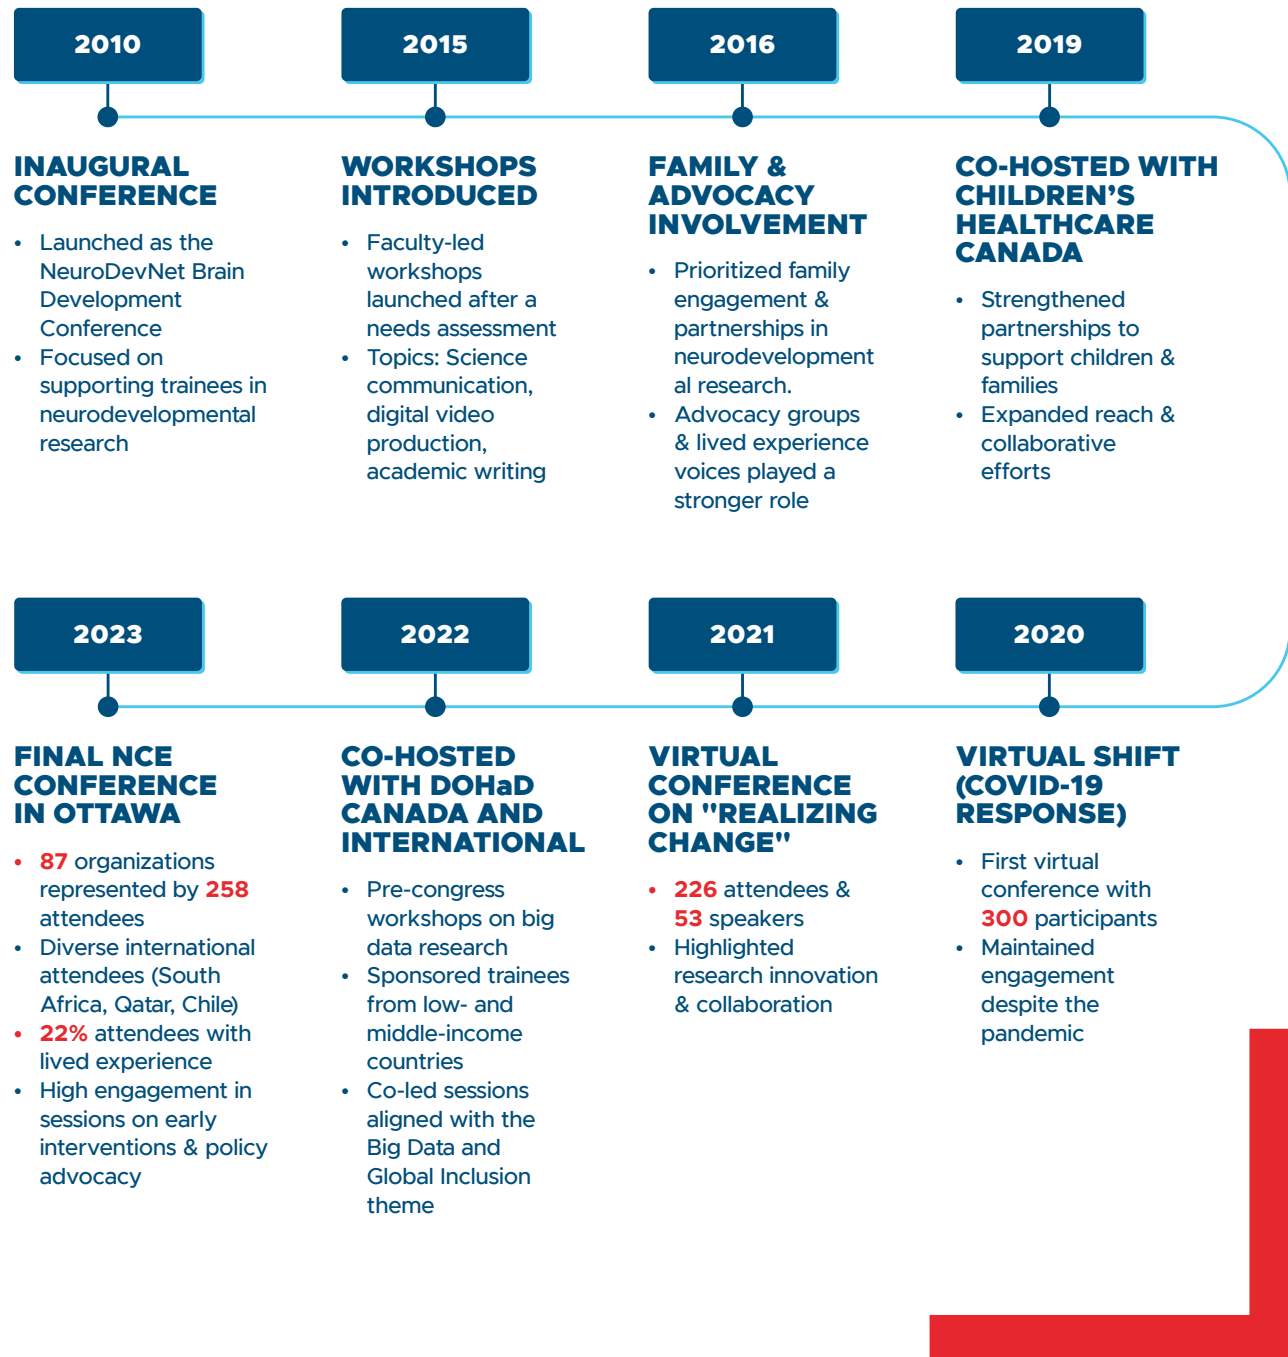 2010
INAUGURAL
CONFERENCE
• Launched as the
NeuroDevNet Brain
Development
Conference
• Focused on
supporting trainees in
neurodevelopmental
research
2015
WORKSHOPS
INTRODUCED
• Faculty-led
workshops
launched after a
needs assessment
• Topics: Science
communication,
digital video
production,
academic writing
2016
FAMILY &
ADVOCACY
INVOLVEMENT
• Prioritized family
engagement &
partnerships in
neurodevelopment
al research.
• Advocacy groups
& lived experience
voices played a
stronger role
2019
CO-HOSTED WITH
CHILDREN'S
HEALTHCARE
CANADA
• Strengthened
partnerships to
support children &
families
• Expanded reach &
collaborative
efforts
2020
VIRTUAL SHIFT
(COVID-19
RESPONSE)
• First virtual
conference with
300 participants
• Maintained
engagement
despite the
pandemic
2021
VIRTUAL
CONFERENCE
ON "REALIZING
CHANGE"
• 226 attendees &
53 speakers
• Highlighted
research innovation
& collaboration
2022
CO-HOSTED
WITH DOHaD
CANADA AND
INTERNATIONAL
• Pre-congress
workshops on big
data research
• Sponsored trainees
from low- and
middle-income
countries
• Co-led sessions
aligned with the
Big Data and
Global Inclusion
theme
2023
FINAL NCE
CONFERENCE
IN OTTAWA
• 87 organizations
represented by 258
attendees
• Diverse international
attendees (South
Africa, Qatar, Chile)
• 22% attendees with
lived experience
• High engagement in
sessions on early
interventions & policy
advocacy